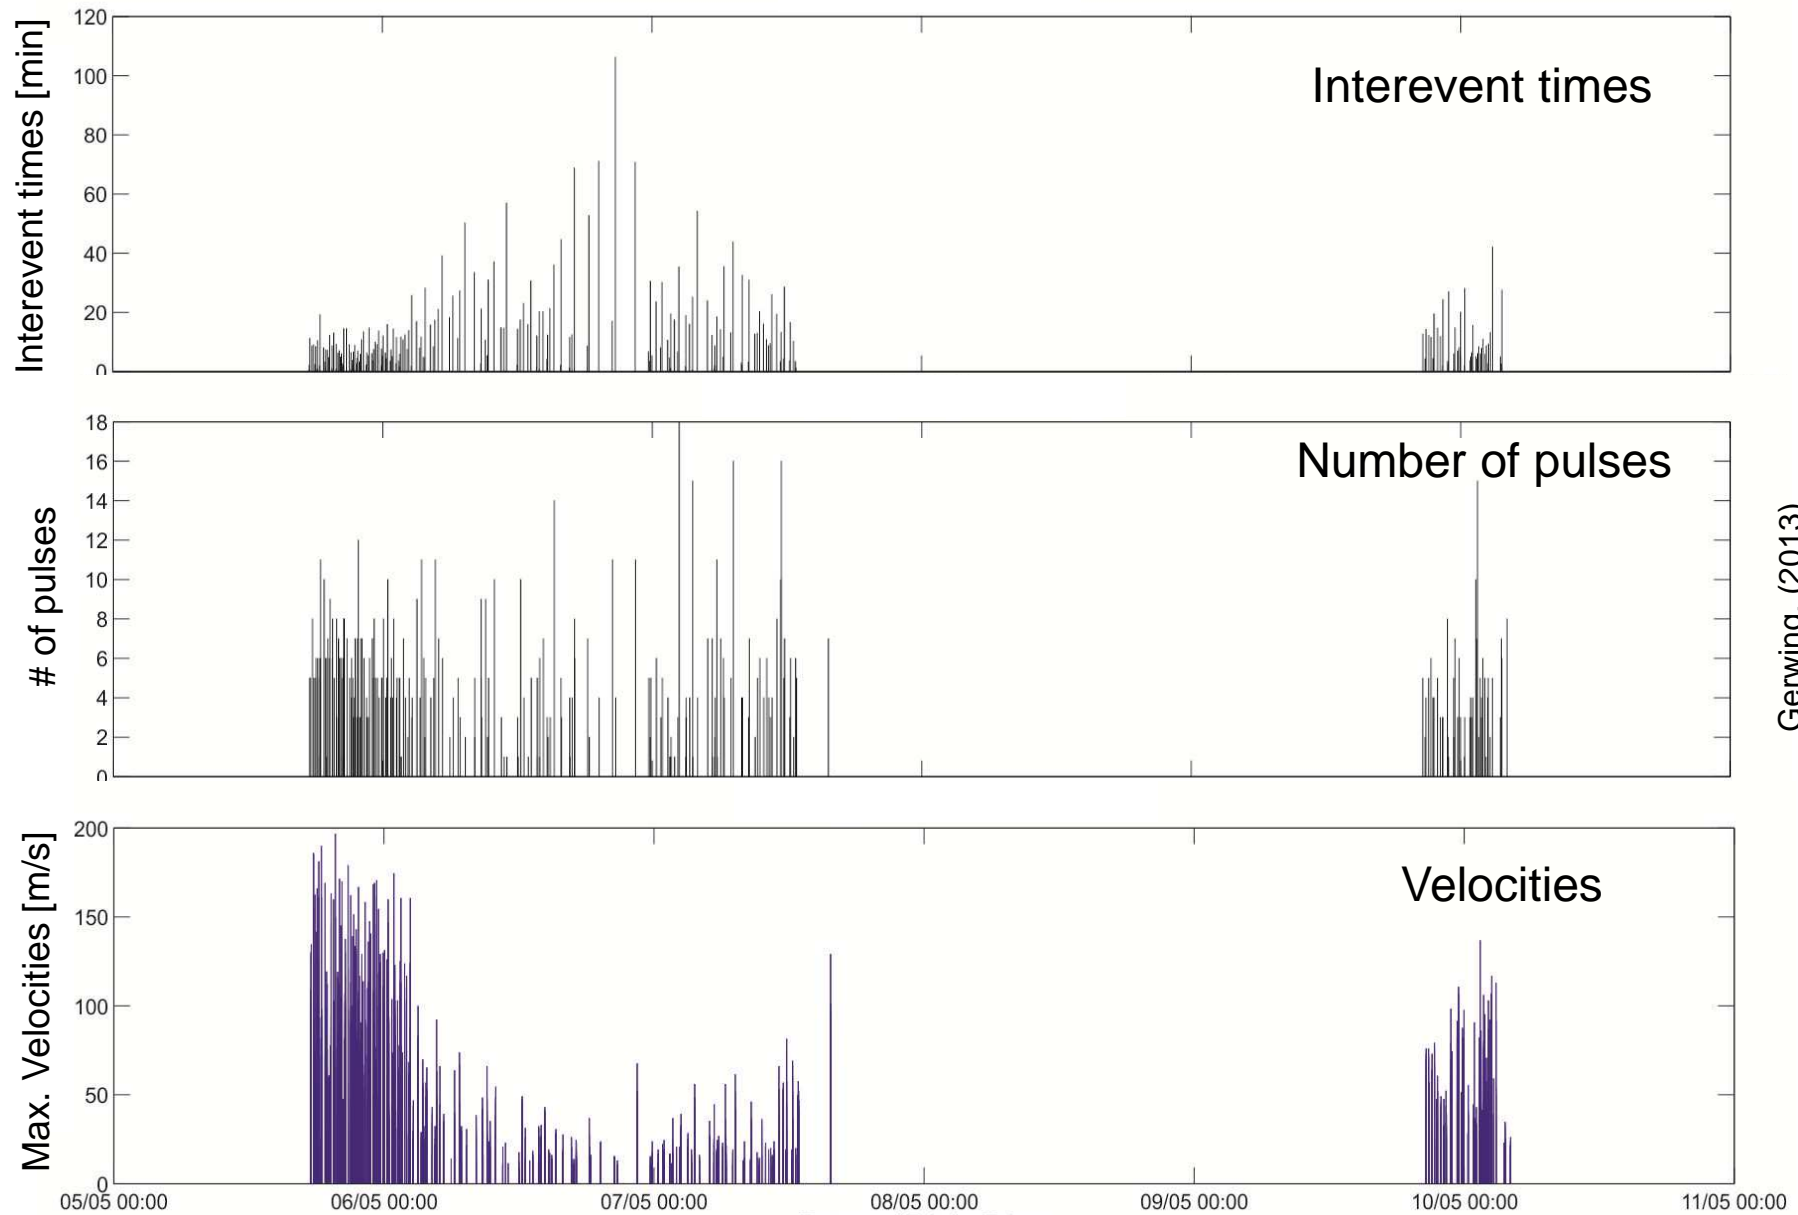 Interevent times [min]
120
100
80
60
40
20
0
Interevent times
# of pulses
18
16
14
12
10
8
6
4
2
0
Number of pulses
Gerwing, (2013)
Max. Velocities [m/s]
200
150
100
50
0
Velocities
05/05 00:00 06/05 00:00 07/05 00:00 08/05 00:00 09/05 00:00 10/05 00:00 11/05 00:00